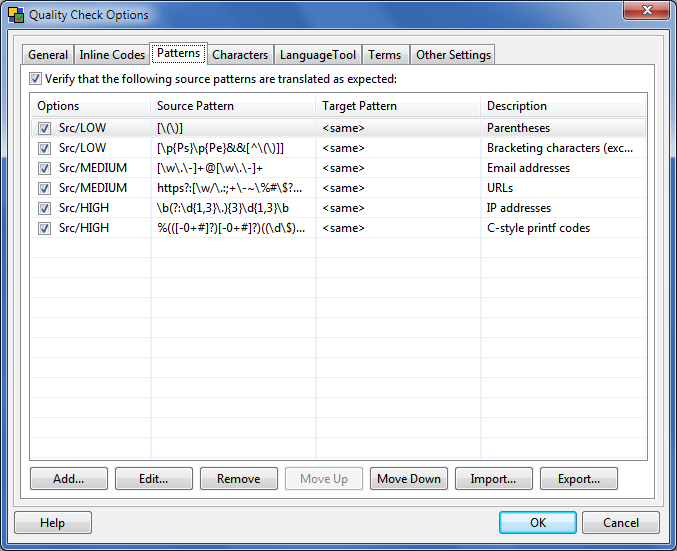 Quality Check Options
General Inline Codes Patterns Characters LanguageTool Terms Other Settings
Verify that the following source patterns are translated as expected:
Options Source Pattern Target Pattern Description
Src/LOW [\(\)] <same> Parentheses
Src/LOW [\p{Ps}\p{Pe}&&[^\(\)]] <same> Bracketing characters (exc...
Src/MEDIUM [\w\.\-]+@[\w\.\-]+ <same> Email addresses
Src/MEDIUM https?:[\w/\.:;+\-~\%#\$?... <same> URLs
Src/HIGH \b(?:\d{1,3}\.){3}\d{1,3}\b <same> IP addresses
Src/HIGH %(([-0+#]?)[-0+#]?)((\d\$)... <same> C-style printf codes
Add... Edit... Remove Move Up Move Down Import... Export...
Help OK Cancel